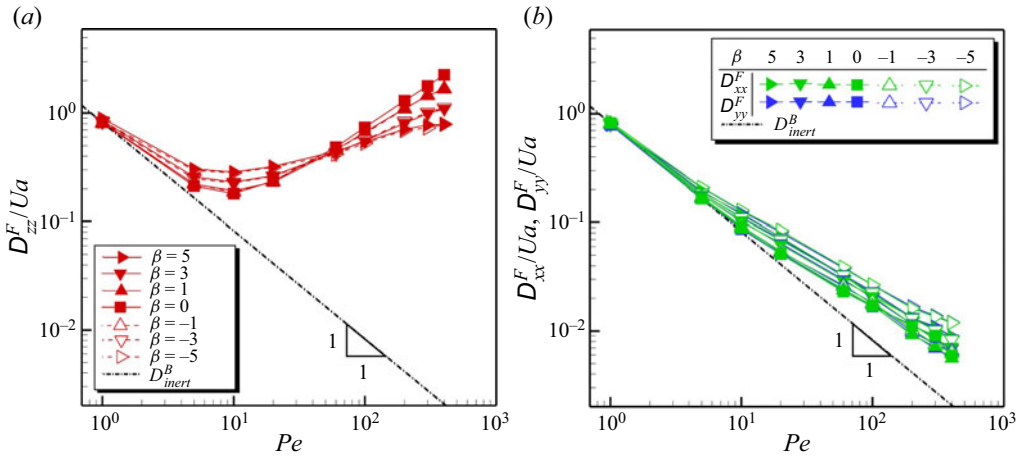 (a)
10^0
10^-1
10^-2
D^F_zz/Ua
β = 5
β = 3
β = 1
β = 0
β = –1
β = –3
β = –5
D^B_inert
1
1
10^0 10^1 10^2 10^3
Pe
(b)
β 5 3 1 0 –1 –3 –5
D^F_xx
D^F_yy
D^B_inert
10^0
10^-1
10^-2
D^F_xx/Ua, D^F_yy/Ua
1
1
10^0 10^1 10^2 10^3
Pe